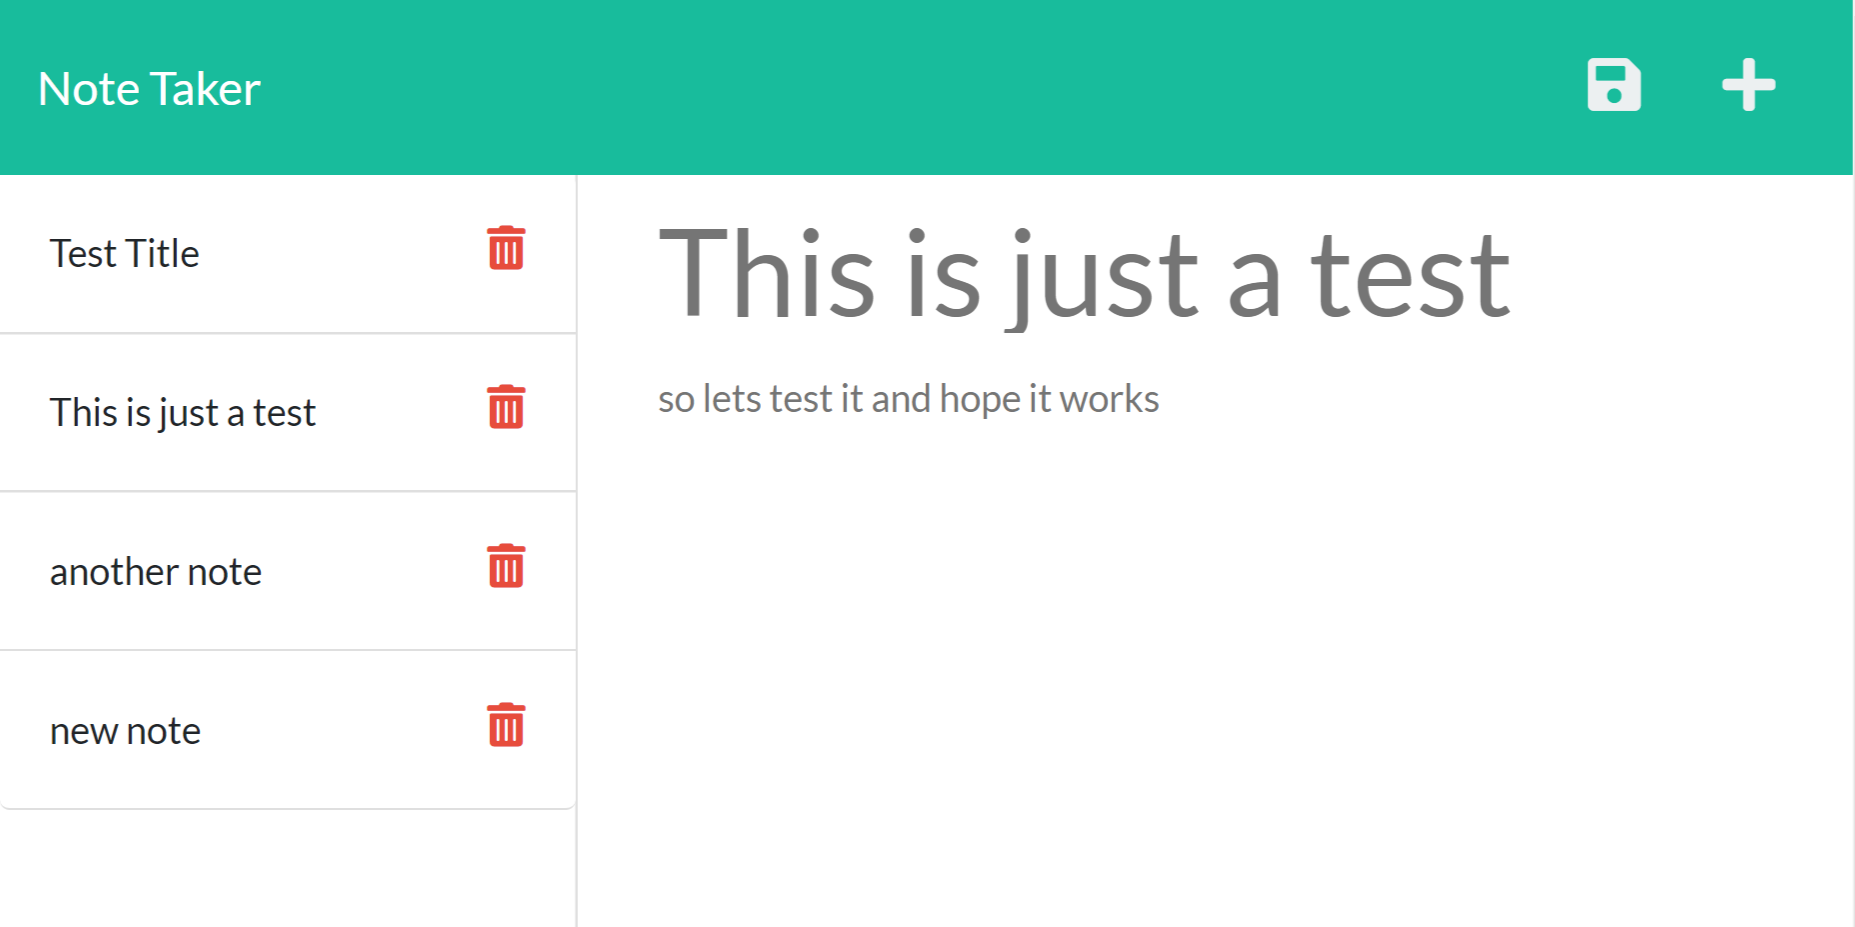 Note Taker
Test Title
This is just a test
another note
new note
This is just a test
so lets test it and hope it works